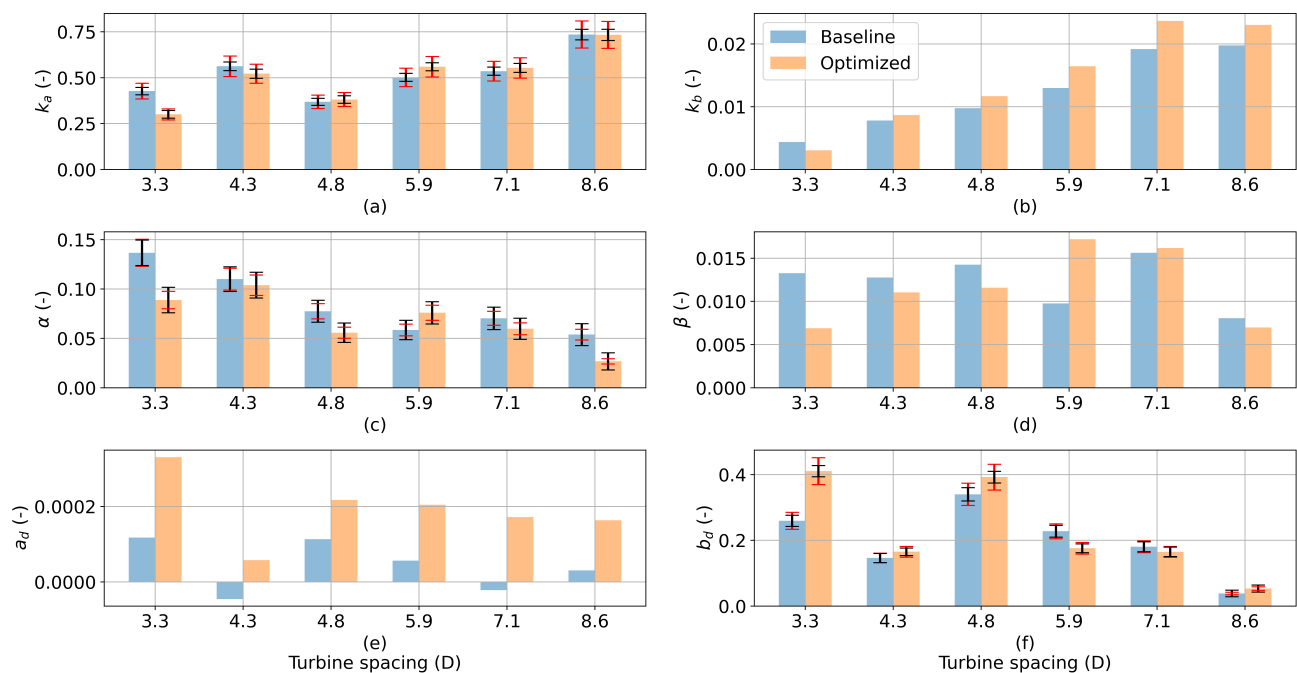 0.75
0.50
0.25
0.00
k_a (-)
3.3 4.3 4.8 5.9 7.1 8.6
(a)
Baseline
Optimized
0.02
0.01
0.00
k_b (-)
3.3 4.3 4.8 5.9 7.1 8.6
(b)
0.15
0.10
0.05
0.00
α (-)
3.3 4.3 4.8 5.9 7.1 8.6
(c)
0.015
0.010
0.005
0.000
β (-)
3.3 4.3 4.8 5.9 7.1 8.6
(d)
0.0002
0.0000
a_d (-)
3.3 4.3 4.8 5.9 7.1 8.6
(e)
Turbine spacing (D)
0.4
0.2
0.0
b_d (-)
3.3 4.3 4.8 5.9 7.1 8.6
(f)
Turbine spacing (D)